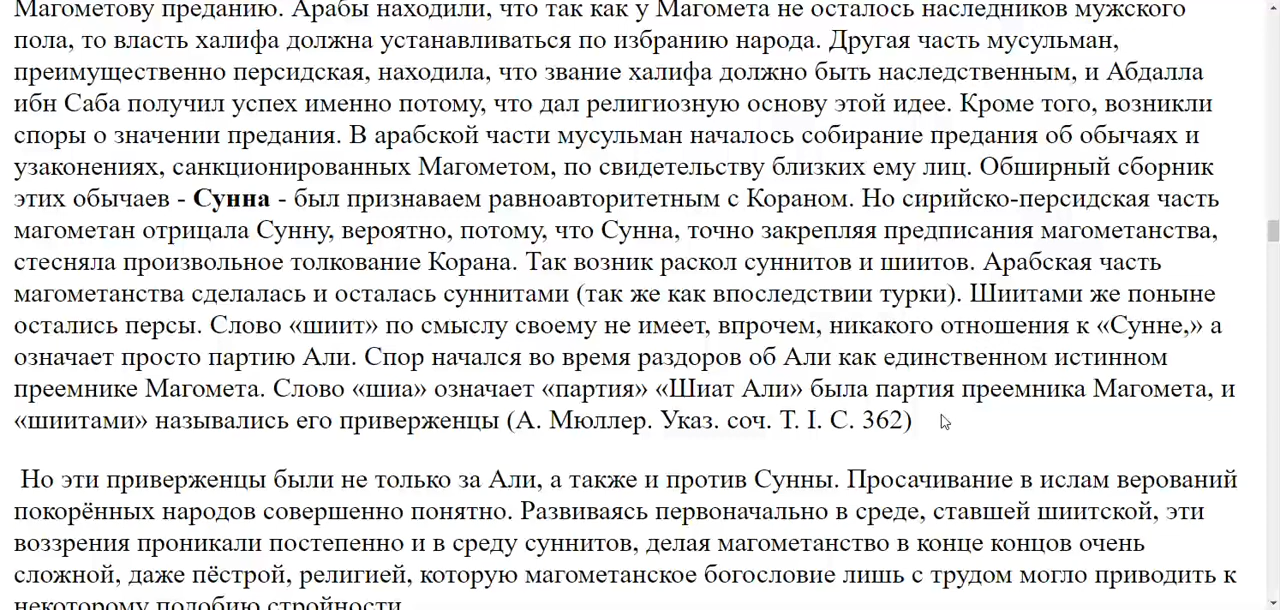 Магометову преданию. Арабы находили, что так как у Магомета не осталось наследников мужского
пола, то власть халифа должна устанавливаться по избранию народа. Другая часть мусульман,
преимущественно персидская, находила, что звание халифа должно быть наследственным, и Абдалла
ибн Саба получил успех именно потому, что дал религиозную основу этой идее. Кроме того, возникли
споры о значении предания. В арабской части мусульман началось собирание предания об обычаях и
узаконениях, санкционированных Магометом, по свидетельству близких ему лиц. Обширный сборник
этих обычаев - Сунна - был признаваем равноавторитетным с Кораном. Но сирийско-персидская часть
магометан отрицала Сунну, вероятно, потому, что Сунна, точно закрепляя предписания магометанства,
стесняла произвольное толкование Корана. Так возник раскол суннитов и шиитов. Арабская часть
магометанства сделалась и осталась суннитами (так же как впоследствии турки). Шиитами же поныне
остались персы. Слово «шиит» по смыслу своему не имеет, впрочем, никакого отношения к «Сунне,» а
означает просто партию Али. Спор начался во время раздоров об Али как единственном истинном
преемнике Магомета. Слово «шиа» означает «партия» «Шиат Али» была партия преемника Магомета, и
«шиитами» назывались его приверженцы (А. Мюллер. Указ. соч. Т. I. С. 362)
Но эти приверженцы были не только за Али, а также и против Сунны. Просачивание в ислам верований
покорённых народов совершенно понятно. Развиваясь первоначально в среде, ставшей шиитской, эти
воззрения проникали постепенно и в среду суннитов, делая магометанство в конце концов очень
сложной, даже пёстрой, религией, которую магометанское богословие лишь с трудом могло приводить к
некоторому подобию стройности.